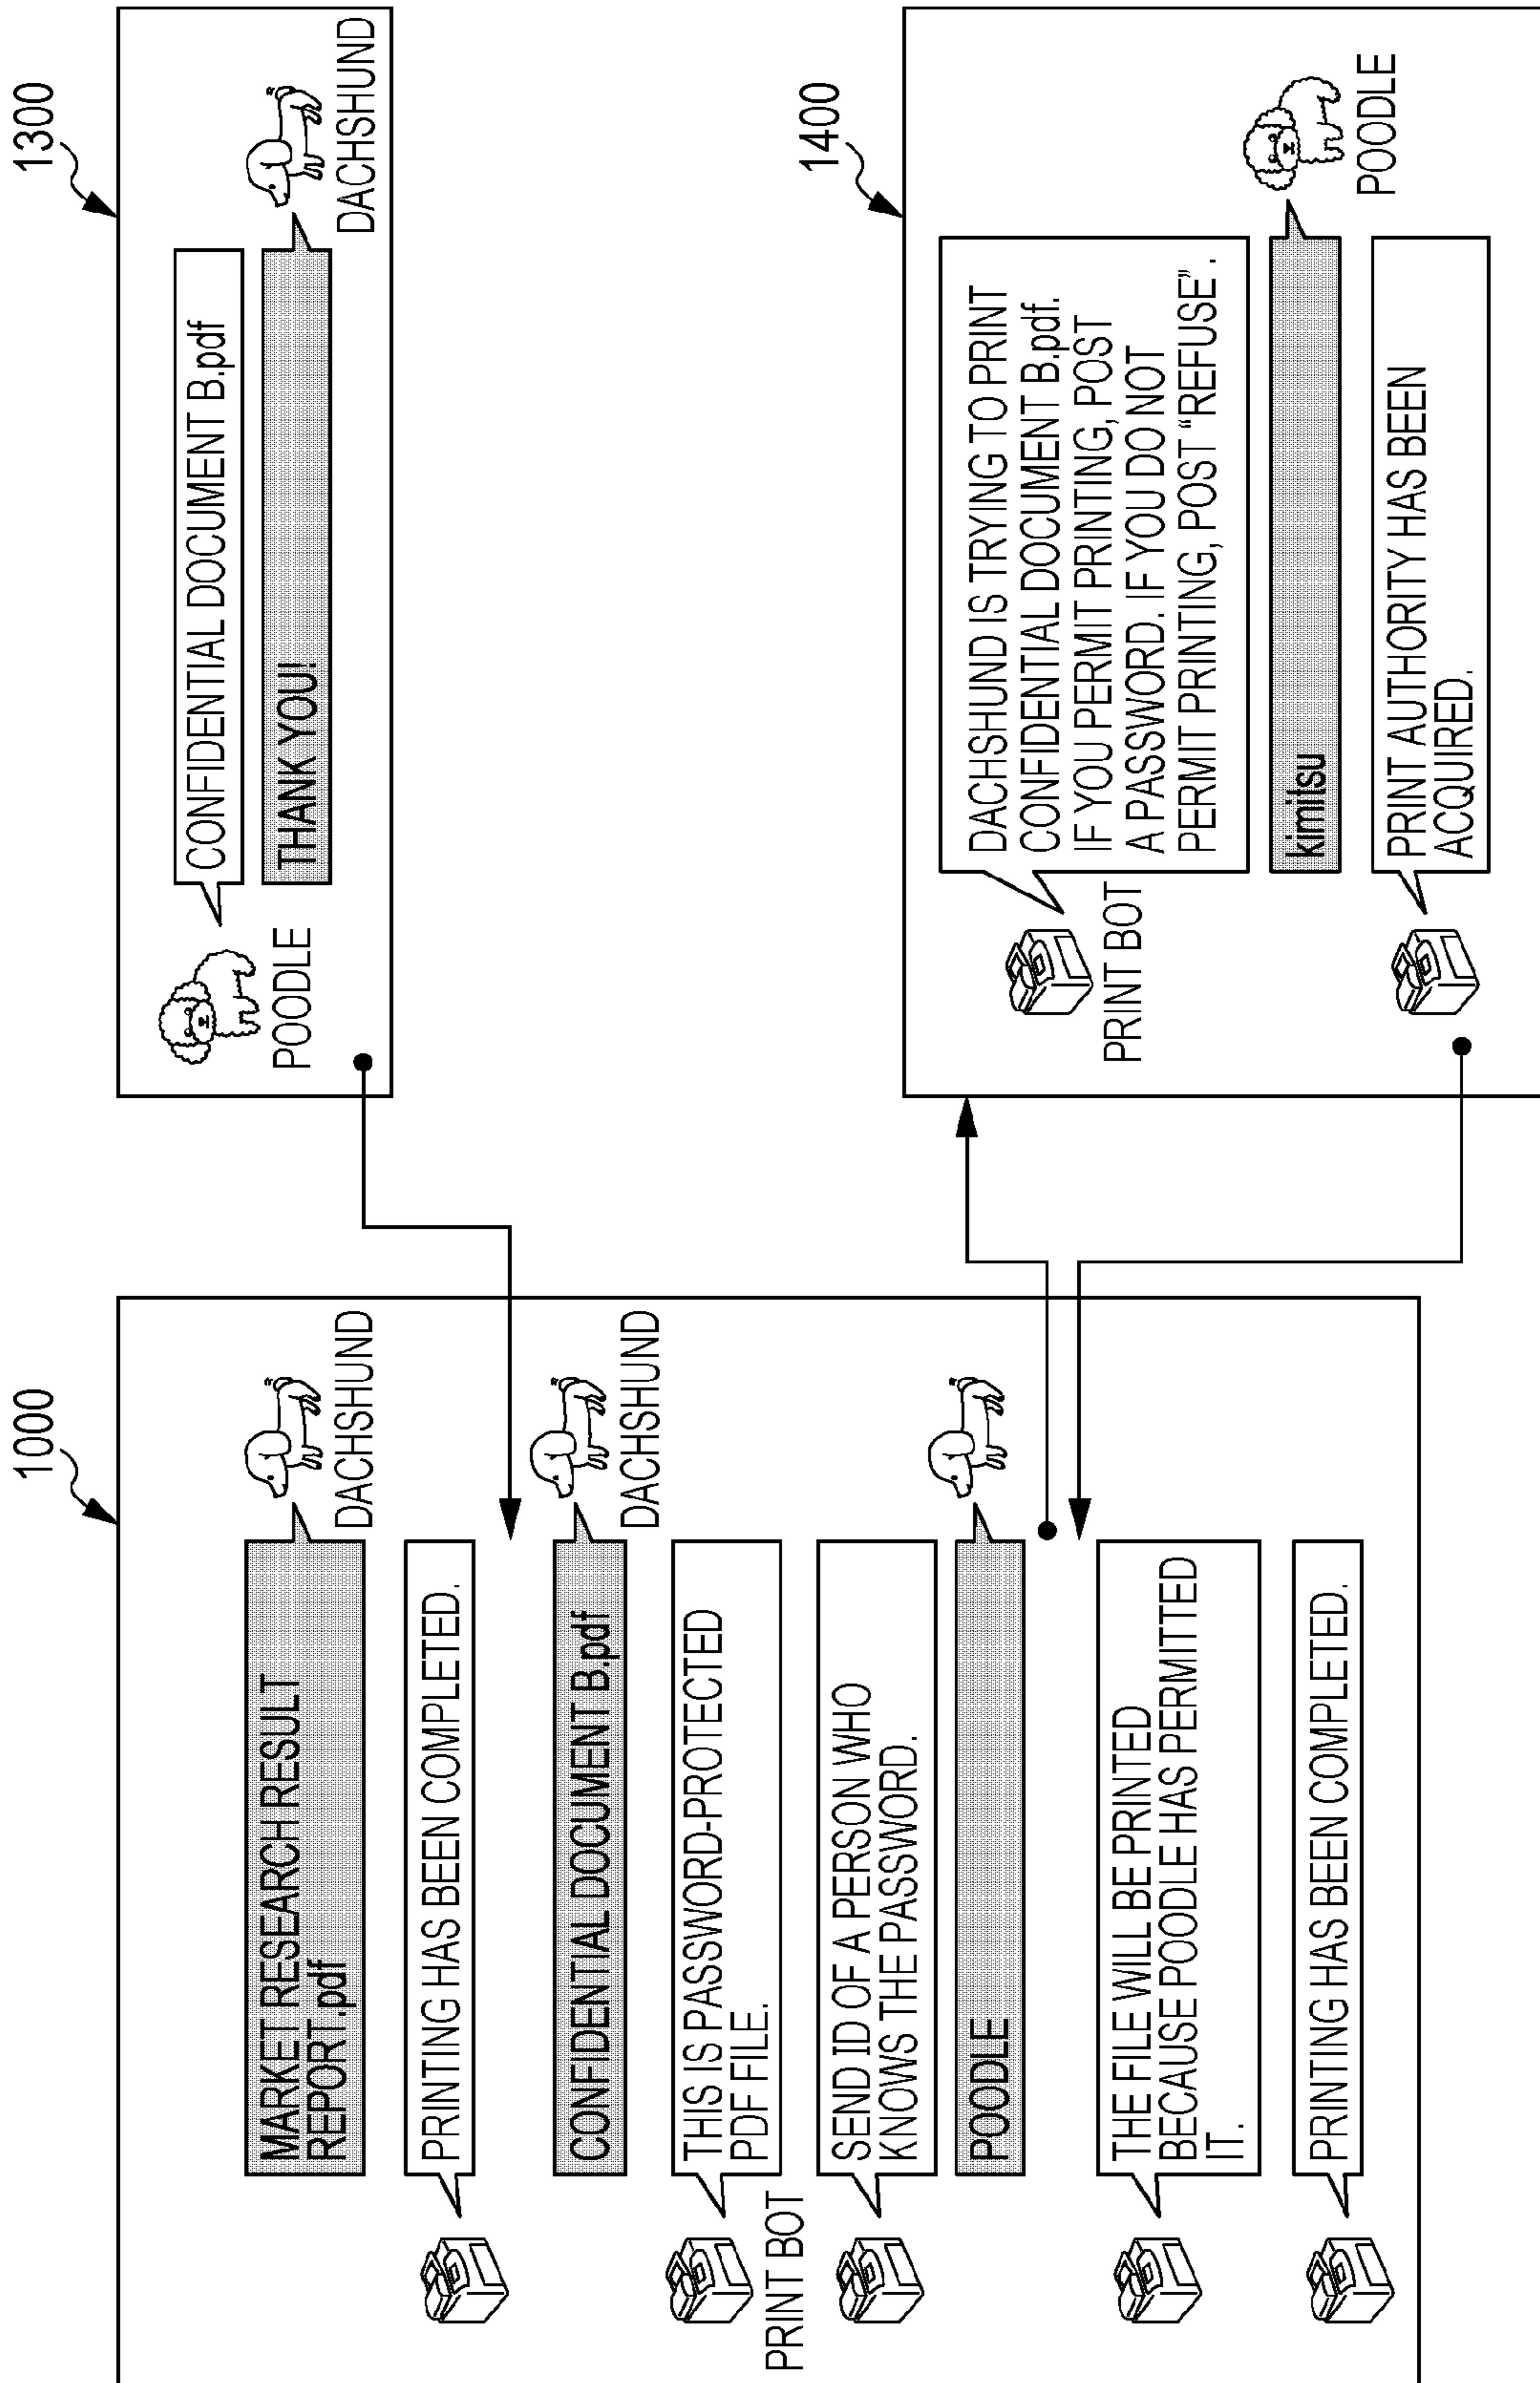 1000
MARKET RESEARCH RESULT
REPORT.pdf
DACHSHUND
PRINTING HAS BEEN COMPLETED.
CONFIDENTIAL DOCUMENT B.pdf
DACHSHUND
THIS IS PASSWORD-PROTECTED
PDF FILE.
PRINT BOT
SEND ID OF A PERSON WHO
KNOWS THE PASSWORD.
POODLE
THE FILE WILL BE PRINTED
BECAUSE POODLE HAS PERMITTED
IT.
PRINTING HAS BEEN COMPLETED.
1300
CONFIDENTIAL DOCUMENT B.pdf
POODLE
THANK YOU!
DACHSHUND
1400
DACHSHUND IS TRYING TO PRINT
CONFIDENTIAL DOCUMENT B.pdf.
IF YOU PERMIT PRINTING, POST
A PASSWORD. IF YOU DO NOT
PERMIT PRINTING, POST “REFUSE”.
PRINT BOT
kimitsu
POODLE
PRINT AUTHORITY HAS BEEN
ACQUIRED.